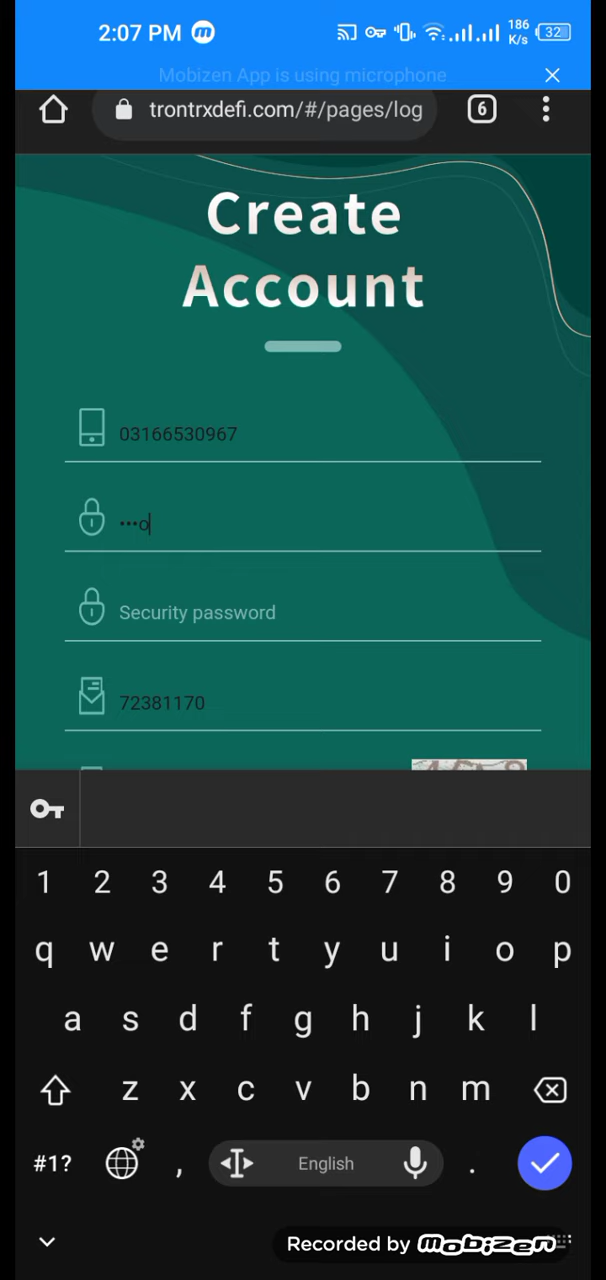 2:07 PM m 186 K/s 32
Mobizen App is using microphone
trontrxdefi.com/#/pages/log 6
Create
Account
03166530967
•••o
Security password
72381170
1 2 3 4 5 6 7 8 9 0
q w e r t y u i o p
a s d f g h j k l
z x c v b n m
#1? , English .
Recorded by mobizen